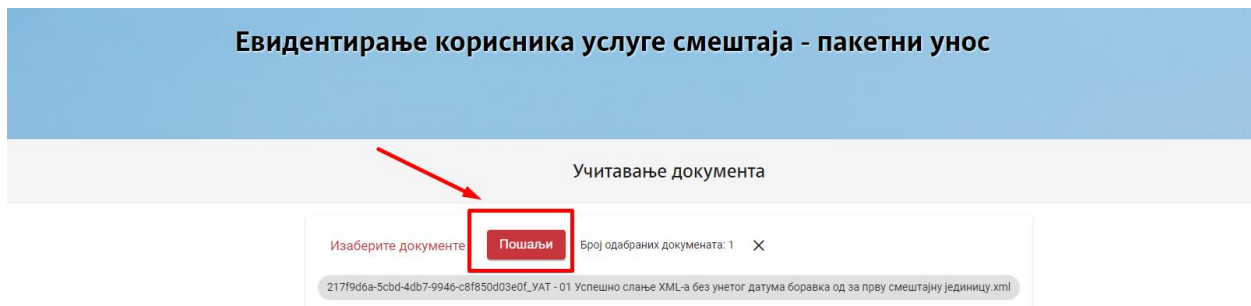 Евидентирање корисника услуге смештаја - пакетни унос
Учитавање документа
Изаберите документе Пошаљи Број одабраних докумената: 1
217f9d6a-5cbd-4db7-9946-c8f850d03e0f_УАТ - 01 Успешно слање XML-а без унетог датума боравка од за прву смештајну јединицу.xml